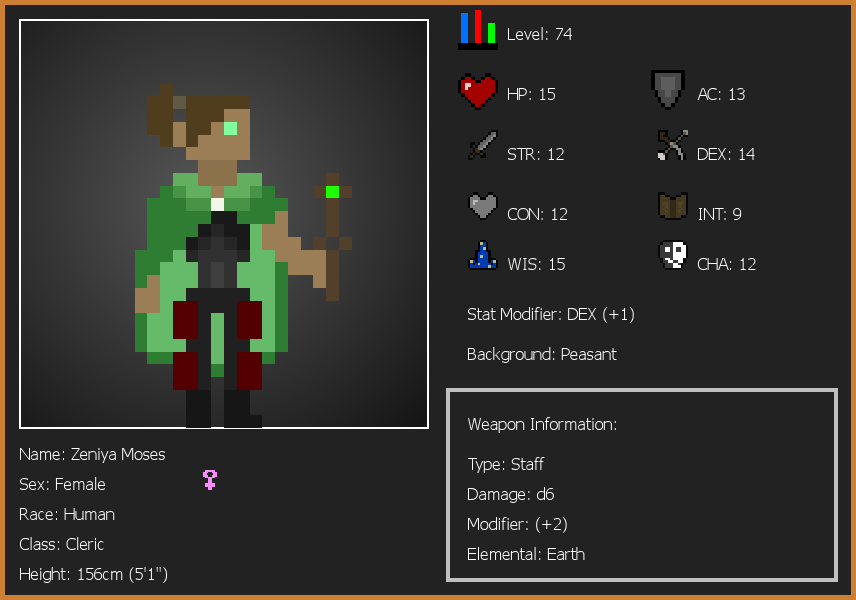 Level: 74
HP: 15
AC: 13
STR: 12
DEX: 14
CON: 12
INT: 9
WIS: 15
CHA: 12
Stat Modifier: DEX (+1)
Background: Peasant
Weapon Information:
Type: Staff
Damage: d6
Modifier: (+2)
Elemental: Earth
Name: Zeniya Moses
Sex: Female
Race: Human
Class: Cleric
Height: 156cm (5'1")